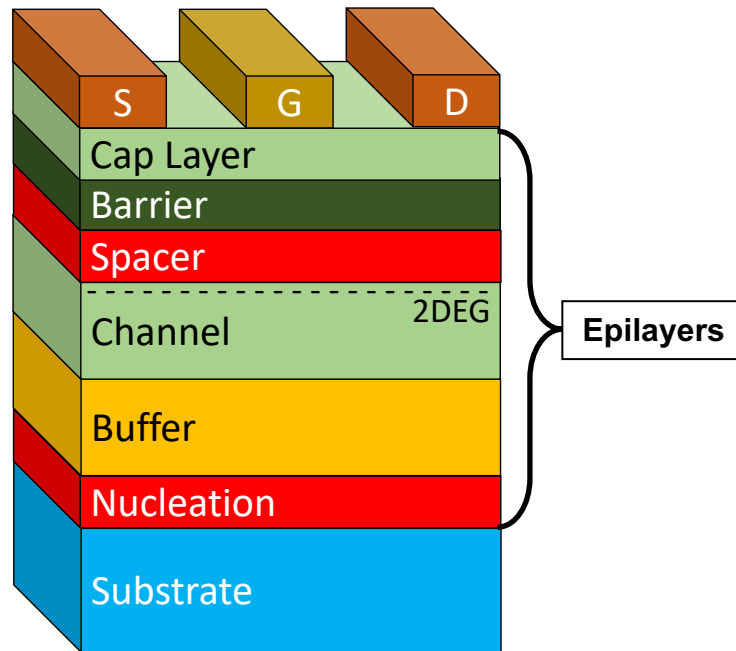 S
G
D
Cap Layer
Barrier
Spacer
2DEG
Channel
Epilayers
Buffer
Nucleation
Substrate